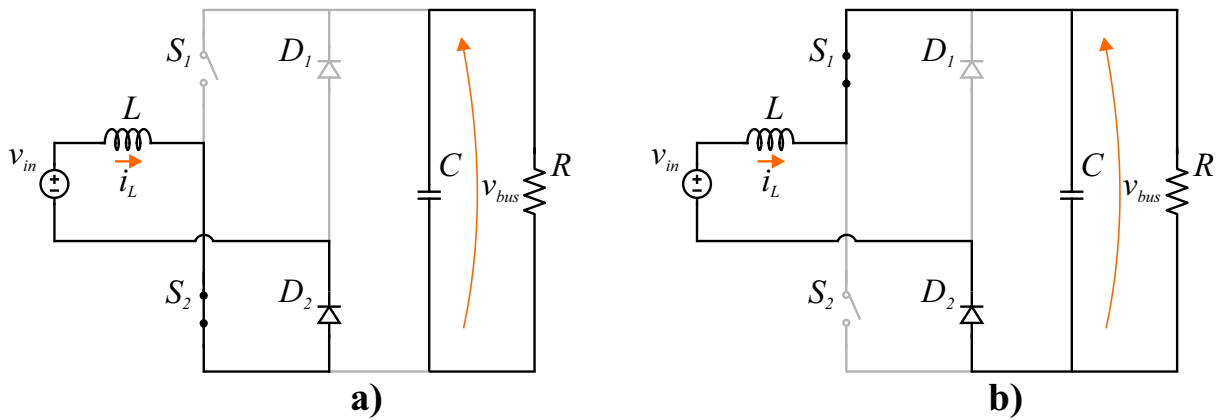 S1
D1
L
vin
iL
C
vbus
R
S2
D2
a)
S1
D1
L
vin
iL
C
vbus
R
S2
D2
b)